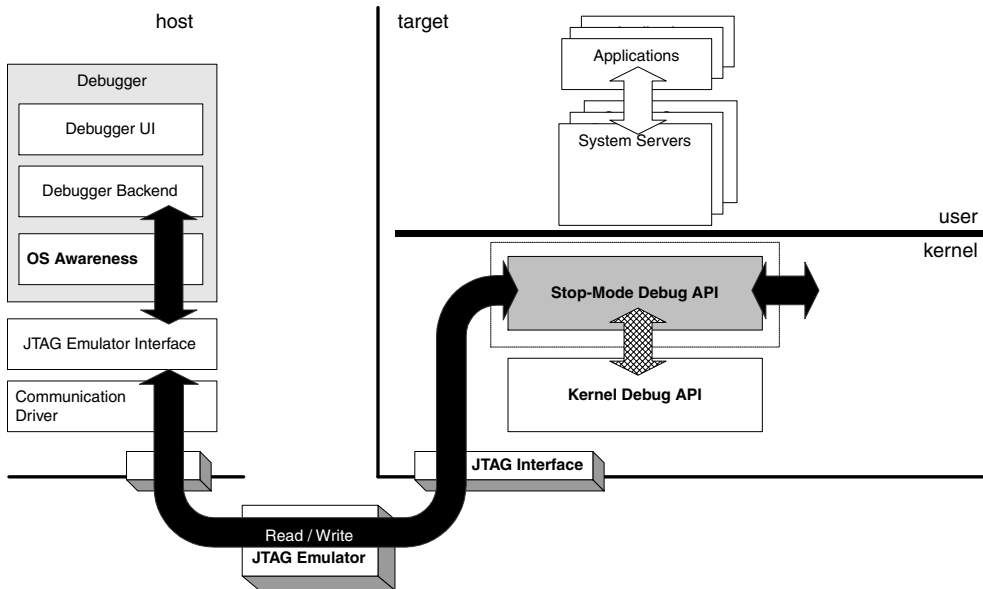 host
target
Debugger
Debugger UI
Debugger Backend
OS Awareness
JTAG Emulator Interface
Communication
Driver
Applications
System Servers
user
kernel
Stop-Mode Debug API
Kernel Debug API
JTAG Interface
Read / Write
JTAG Emulator